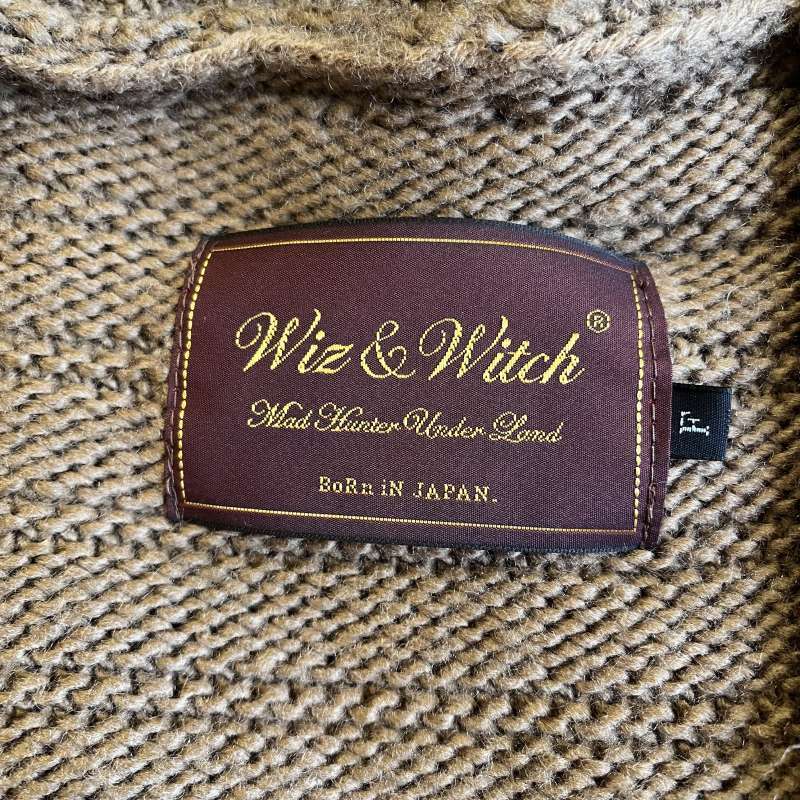 Wiz & Witch®
Mad Hunter Under Land
BoRn iN JAPAN.
F